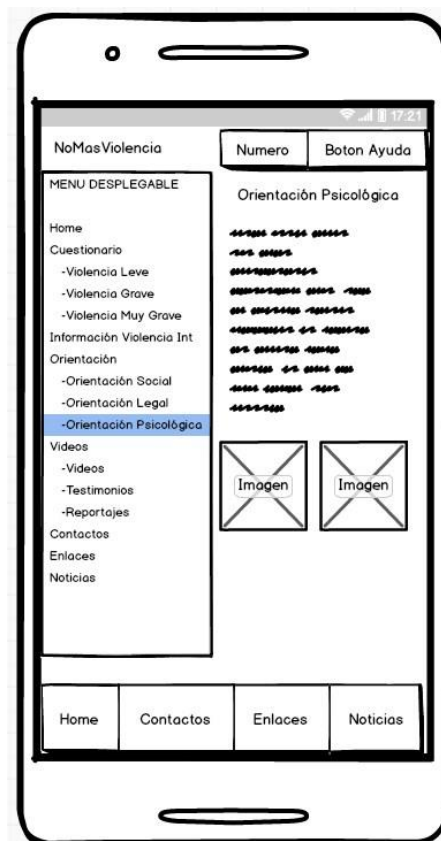 17:21
NoMasViolencia
Numero
Boton Ayuda
MENU DESPLEGABLE
Home
Cuestionario
-Violencia Leve
-Violencia Grave
-Violencia Muy Grave
Información Violencia Int
Orientación
-Orientación Social
-Orientación Legal
-Orientación Psicológica
Videos
-Videos
-Testimonios
-Reportajes
Contactos
Enlaces
Noticias
Orientación Psicológica
Imagen
Imagen
Home
Contactos
Enlaces
Noticias